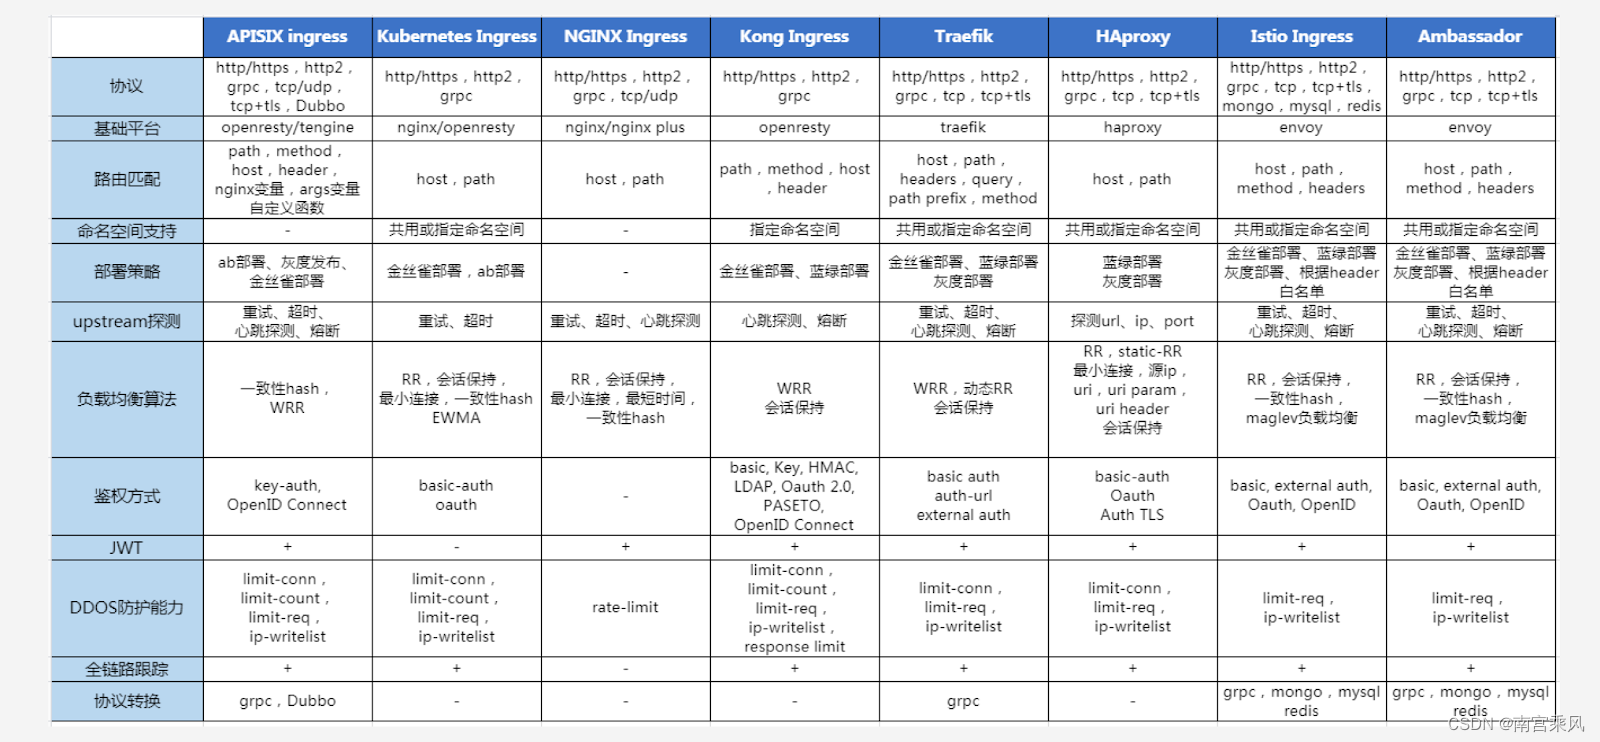 APISIX ingress
Kubernetes Ingress
NGINX Ingress
Kong Ingress
Traefik
HAproxy
Istio Ingress
Ambassador
协议
http/https，http2，
grpc，tcp/udp，
tcp+tls，Dubbo
http/https，http2，
grpc
http/https，http2，
grpc，tcp/udp
http/https，http2，
grpc
http/https，http2，
grpc，tcp，tcp+tls
http/https，http2，
grpc，tcp，tcp+tls
http/https，http2，
grpc，tcp，tcp+tls，
mongo，mysql，redis
http/https，http2，
grpc，tcp，tcp+tls
基础平台
openresty/tengine
nginx/openresty
nginx/nginx plus
openresty
traefik
haproxy
envoy
envoy
路由匹配
path，method，
host，header，
nginx变量，args变量
自定义函数
host，path
host，path
path，method，host
，header
host，path，
headers，query，
path prefix，method
host，path
host，path，
method，headers
host，path，
method，headers
命名空间支持
-
共用或指定命名空间
-
指定命名空间
共用或指定命名空间
共用或指定命名空间
共用或指定命名空间
共用或指定命名空间
部署策略
ab部署、灰度发布、
金丝雀部署
金丝雀部署，ab部署
-
金丝雀部署、蓝绿部署
金丝雀部署、蓝绿部署
灰度部署
蓝绿部署
灰度部署
金丝雀部署、蓝绿部署
灰度部署、根据header
白名单
金丝雀部署、蓝绿部署
灰度部署、根据header
白名单
upstream探测
重试、超时、
心跳探测、熔断
重试、超时
重试、超时、心跳探测
心跳探测、熔断
重试、超时、
心跳探测、熔断
探测url、ip、port
重试、超时、
心跳探测、熔断
重试、超时、
心跳探测、熔断
负载均衡算法
一致性hash，
WRR
RR，会话保持，
最小连接，一致性hash
EWMA
RR，会话保持，
最小连接，最短时间，
一致性hash
WRR
会话保持
WRR，动态RR
会话保持
RR，static-RR
最小连接，源ip，
uri，uri param，
uri header
会话保持
RR，会话保持，
一致性hash，
maglev负载均衡
RR，会话保持，
一致性hash，
maglev负载均衡
鉴权方式
key-auth,
OpenID Connect
basic-auth
oauth
-
basic, Key, HMAC,
LDAP, Oauth 2.0,
PASETO,
OpenID Connect
basic auth
auth-url
external auth
basic-auth
Oauth
Auth TLS
basic, external auth,
Oauth, OpenID
basic, external auth,
Oauth, OpenID
JWT
+
-
+
+
+
+
+
+
DDOS防护能力
limit-conn，
limit-count，
limit-req，
ip-writelist
limit-conn，
limit-count，
limit-req，
ip-writelist
rate-limit
limit-conn，
limit-count，
limit-req，
ip-writelist，
response limit
limit-conn，
limit-req，
ip-writelist
limit-conn，
limit-req，
ip-writelist
limit-req，
ip-writelist
limit-req，
ip-writelist
全链路跟踪
+
+
-
+
+
+
+
+
协议转换
grpc，Dubbo
-
-
-
grpc
-
grpc，mongo，mysql
redis
grpc，mongo，mysql
redis
CSDN @南宫乘风